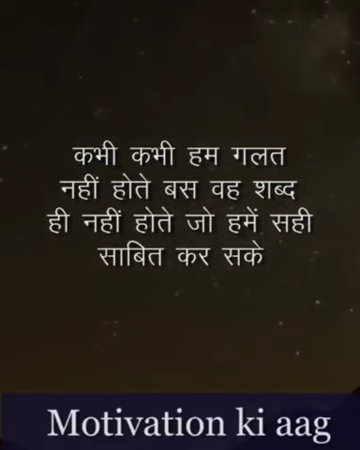 कभी कभी हम गलत
नहीं होते बस वह शब्द
ही नहीं होते जो हमें सही
साबित कर सके
Motivation ki aag